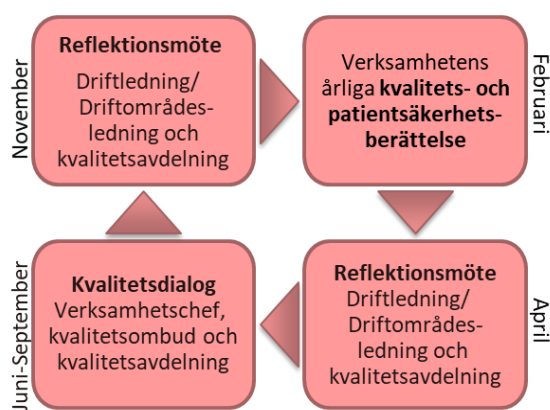 November
Reflektionsmöte
Driftledning/
Driftområdes-
ledning och
kvalitetsavdelning
Verksamhetens
årliga kvalitets- och
patientsäkerhets-
berättelse
Februari
Juni-September
Kvalitetsdialog
Verksamhetschef,
kvalitetsombud och
kvalitetsavdelning
Reflektionsmöte
Driftledning/
Driftområdes-
ledning och
kvalitetsavdelning
April